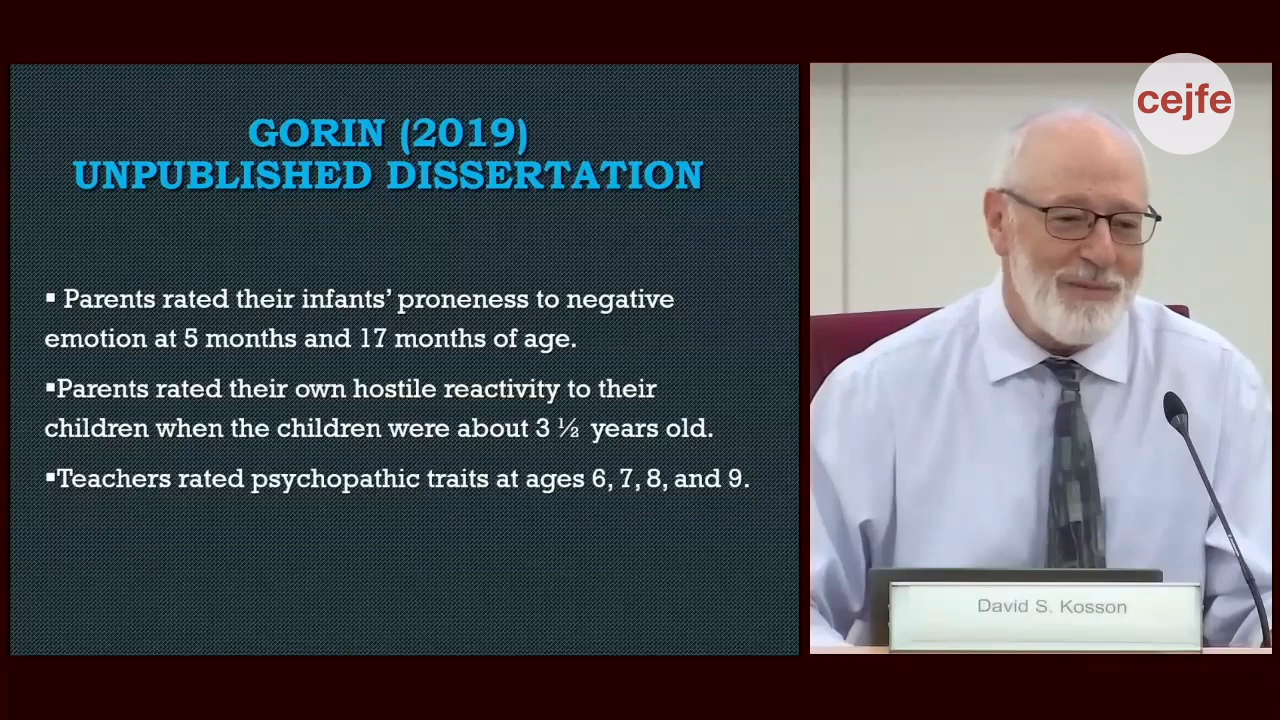 cejfe
GORIN (2019)
UNPUBLISHED DISSERTATION
▪ Parents rated their infants’ proneness to negative
emotion at 5 months and 17 months of age.
▪Parents rated their own hostile reactivity to their
children when the children were about 3 ½ years old.
▪Teachers rated psychopathic traits at ages 6, 7, 8, and 9.
David S. Kosson